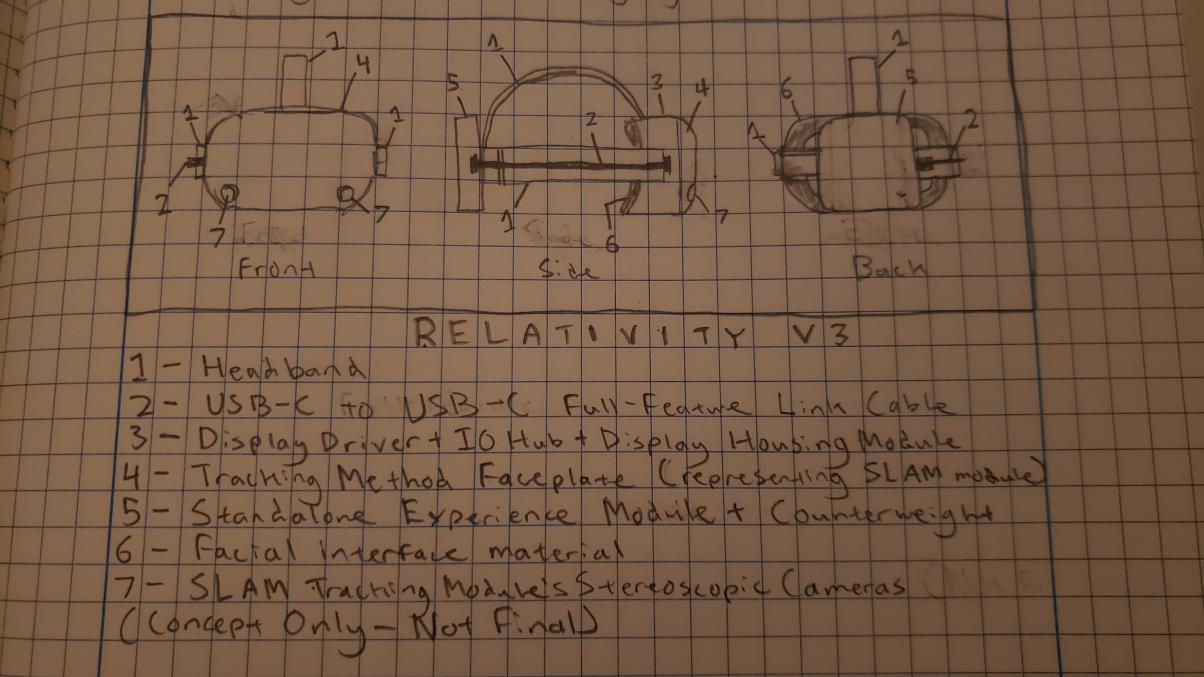 1
4
1
1
2
7
7
Front
1
5
2
3
4
1
6
7
Side
1
6
5
1
2
Back
RELATIVITY V3
1 - Headband
2 - USB-C to USB-C Full-Feature Link Cable
3 - Display Driver + IO Hub + Display Housing Module
4 - Tracking Method Faceplate (representing SLAM module)
5 - Standalone Experience Module + Counterweight
6 - Facial interface material
7 - SLAM Tracking Module's Stereoscopic Cameras
(Concept Only - Not Final)